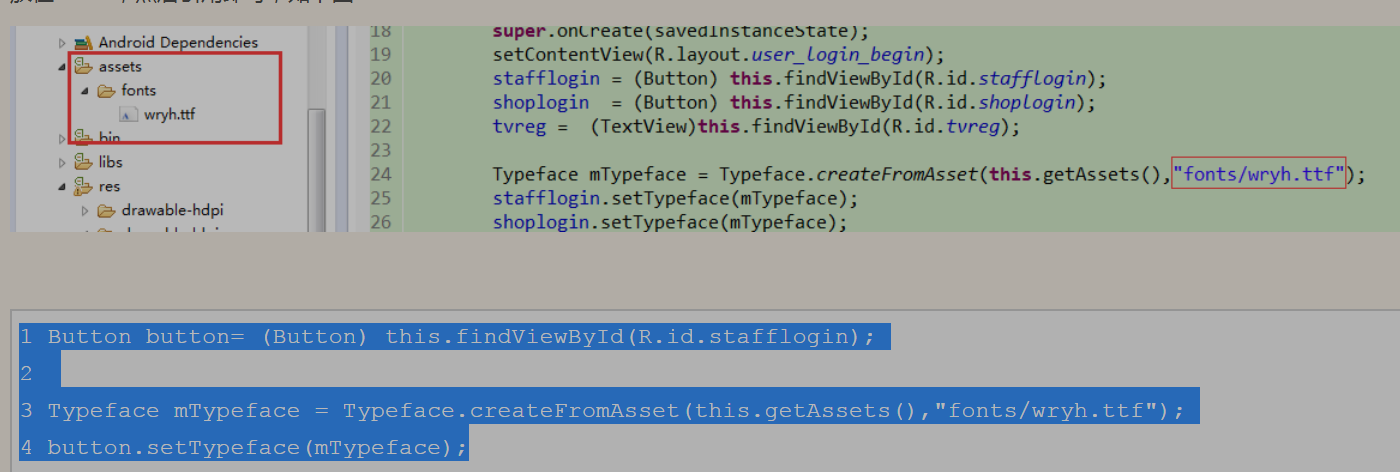 Android Dependencies
assets
fonts
wryh.ttf
bin
libs
res
drawable-hdpi
18 super.onCreate(savedInstanceState);
19 setContentView(R.layout.user_login_begin);
20 stafflogin = (Button) this.findViewById(R.id.stafflogin);
21 shoplogin  = (Button) this.findViewById(R.id.shoplogin);
22 tvreg =  (TextView)this.findViewById(R.id.tvreg);
23
24 Typeface mTypeface = Typeface.createFromAsset(this.getAssets(),"fonts/wryh.ttf");
25 stafflogin.setTypeface(mTypeface);
26 shoplogin.setTypeface(mTypeface);
1 Button button= (Button) this.findViewById(R.id.stafflogin);
2
3 Typeface mTypeface = Typeface.createFromAsset(this.getAssets(),"fonts/wryh.ttf");
4 button.setTypeface(mTypeface);